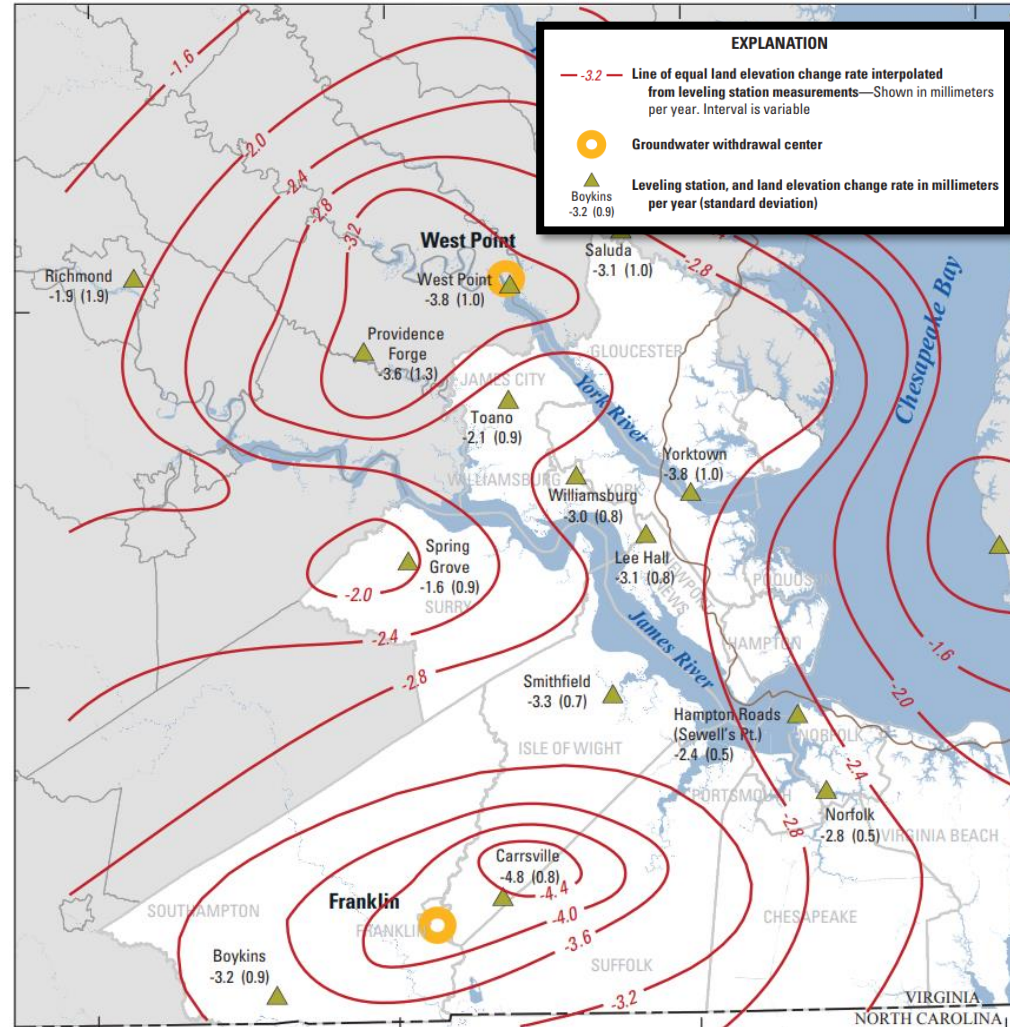 EXPLANATION
-3.2
Line of equal land elevation change rate interpolated
from leveling station measurements—Shown in millimeters
per year. Interval is variable
Groundwater withdrawal center
Boykins
-3.2 (0.9)
Leveling station, and land elevation change rate in millimeters
per year (standard deviation)
-1.6
-2.0
-2.4
-2.8
-3.2
West Point
West Point
-3.8 (1.0)
Saluda
-3.1 (1.0)
-2.8
Richmond
-1.9 (1.9)
Providence
Forge
-3.6 (1.3)
GLOUCESTER
JAMES CITY
York River
Chesapeake Bay
Toano
-2.1 (0.9)
Yorktown
-3.8 (1.0)
WILLIAMSBURG
YORK
Williamsburg
-3.0 (0.8)
Lee Hall
-3.1 (0.8)
NEWPORT
NEWS
POQUOSON
Spring
Grove
-1.6 (0.9)
-2.0
SURRY
HAMPTON
James River
-2.4
-1.6
-2.8
-2.0
Smithfield
-3.3 (0.7)
Hampton Roads
(Sewell's Pt.)
-2.4 (0.5)
NORFOLK
ISLE OF WIGHT
-2.4
PORTSMOUTH
-2.8
Norfolk
-2.8 (0.5)
VIRGINIA BEACH
Carrsville
-4.8 (0.8)
-4.4
Franklin
-4.0
SOUTHAMPTON
FRANKLIN
CHESAPEAKE
-3.6
Boykins
-3.2 (0.9)
SUFFOLK
-3.2
VIRGINIA
NORTH CAROLINA